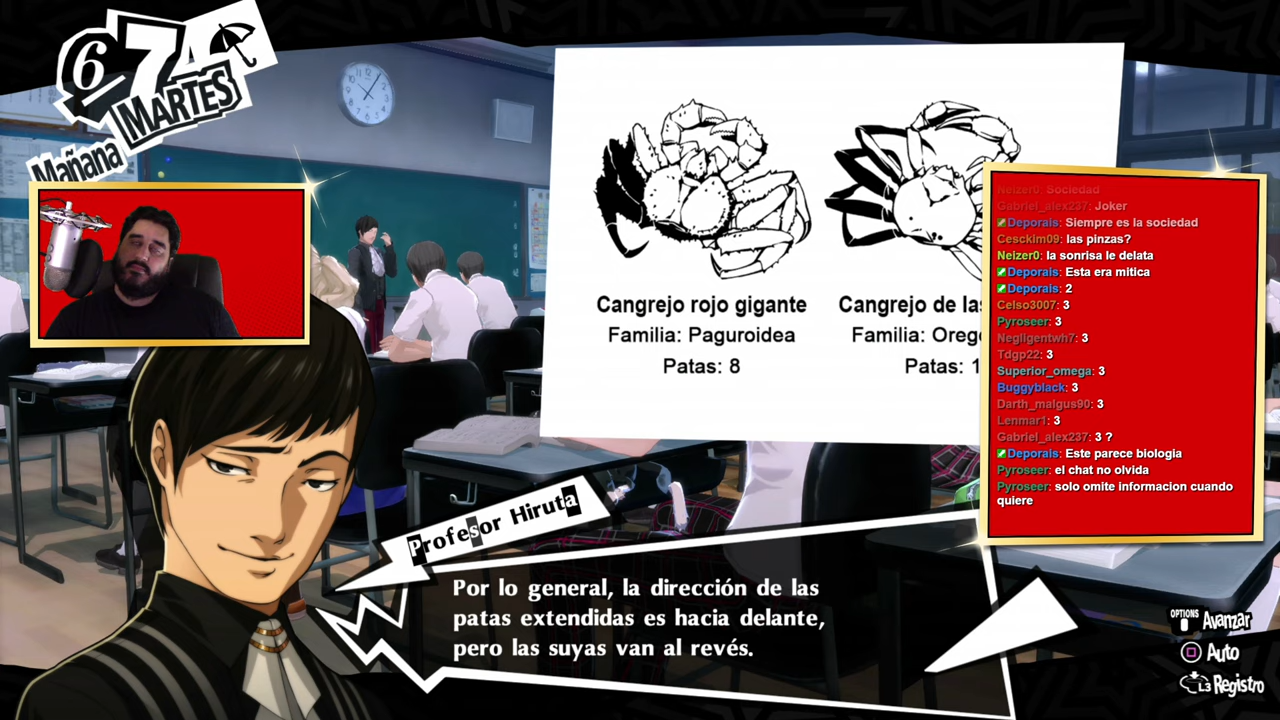 6/7
MARTES
Mañana
Cangrejo rojo gigante
Familia: Paguroidea
Patas: 8
Cangrejo de
Familia:
Patas:
Neizer0: Sociedad
Gabriel_alex237: Joker
Deporais: Siempre es la sociedad
Cesckim09: las pinzas?
Neizer0: la sonrisa le delata
Deporais: Esta era mitica
Deporais: 2
Celso3007: 3
Pyroseer: 3
Negligentwh7: 3
Tdgp22: 3
Superior_omega: 3
Buggyblack: 3
Darth_malgus90: 3
Lenmar1: 3
Gabriel_alex237: 3 ?
Deporais: Este parece biologia
Pyroseer: el chat no olvida
Pyroseer: solo omite informacion cuando
quiere
Profesor Hiruta
Por lo general, la dirección de las
patas extendidas es hacia delante,
pero las suyas van al revés.
OPTIONS Avanzar
Auto
L3 Registro